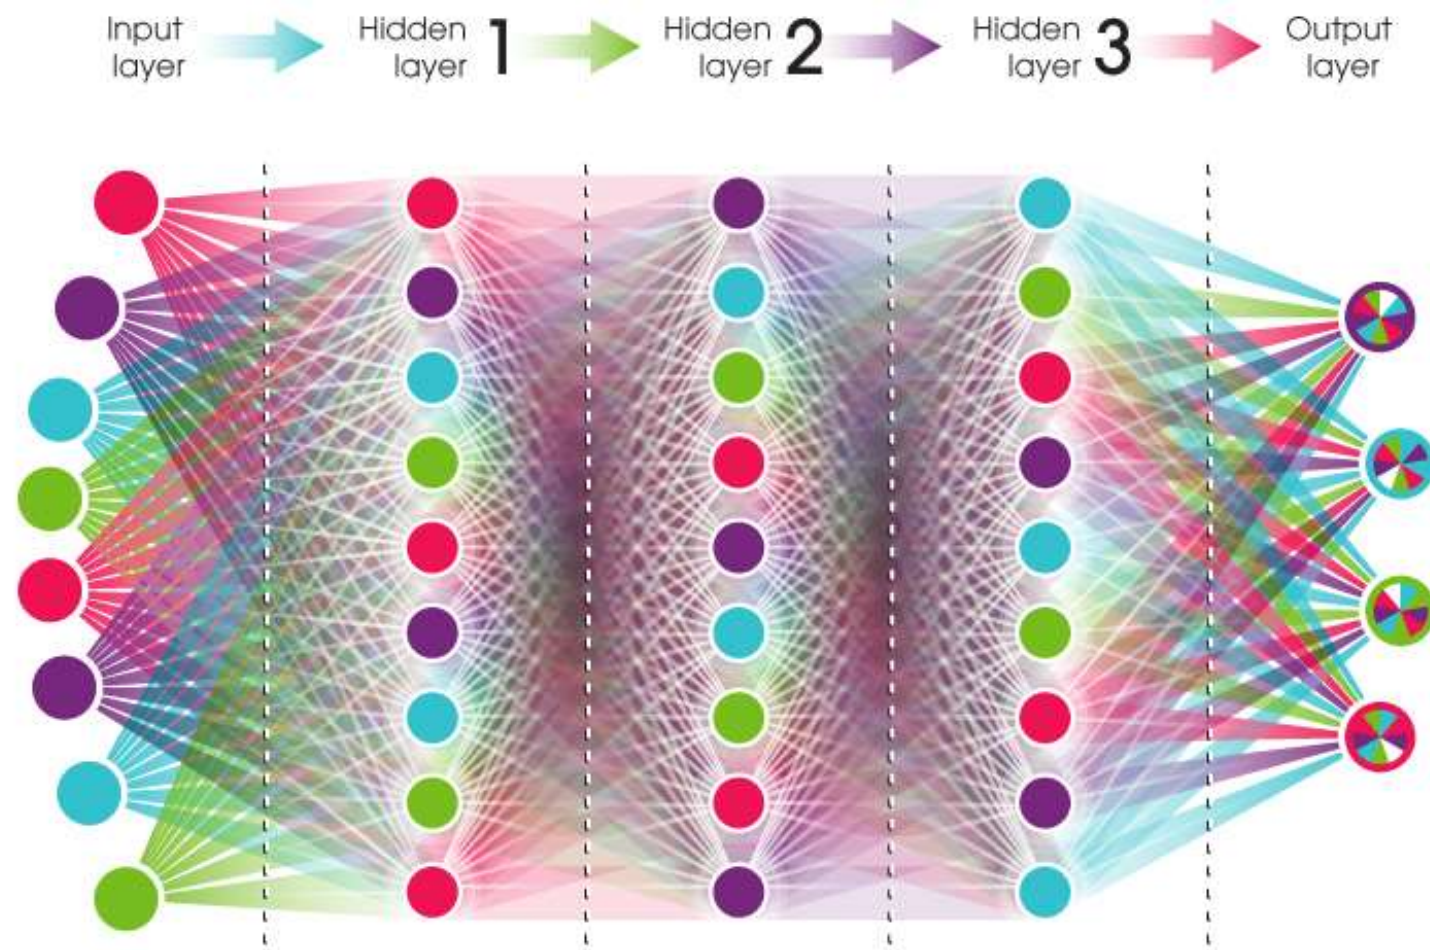 Input
layer
Hidden
layer 1
Hidden
layer 2
Hidden
layer 3
Output
layer